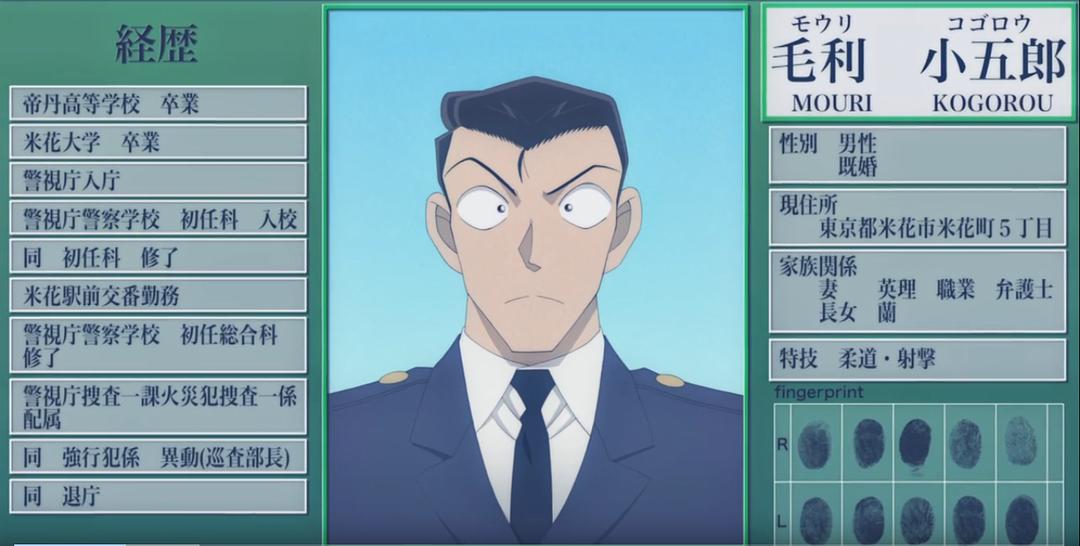 経歴
帝丹高等学校　卒業
米花大学　卒業
警視庁入庁
警視庁警察学校　初任科　入校
同　初任科　修了
米花駅前交番勤務
警視庁警察学校　初任総合科
修了
警視庁捜査一課火災犯捜査一係
配属
同　強行犯係　異動(巡査部長)
同　退庁
モウリ　コゴロウ
毛利　小五郎
MOURI　KOGOROU
性別　男性
既婚
現住所
東京都米花市米花町５丁目
家族関係
妻　英理　職業　弁護士
長女　蘭
特技　柔道・射撃
fingerprint
R
L